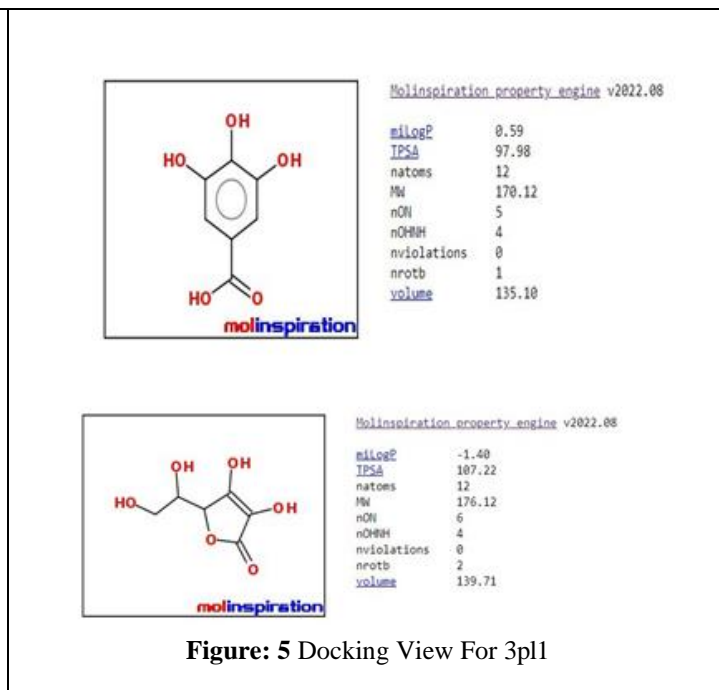 Molinspiration property engine v2022.08
OH
HO OH
HO O
molinspiration
miLogP 0.59
TPSA 97.98
natoms 12
MW 170.12
nON 5
nOHNH 4
nviolations 0
nrotb 1
volume 135.10
Molinspiration property engine v2022.08
OH OH
HO OH
O
O
molinspiration
miLogP -1.40
TPSA 107.22
natoms 12
MW 176.12
nON 6
nOHNH 4
nviolations 0
nrotb 2
volume 139.71
Figure: 5 Docking View For 3pl1